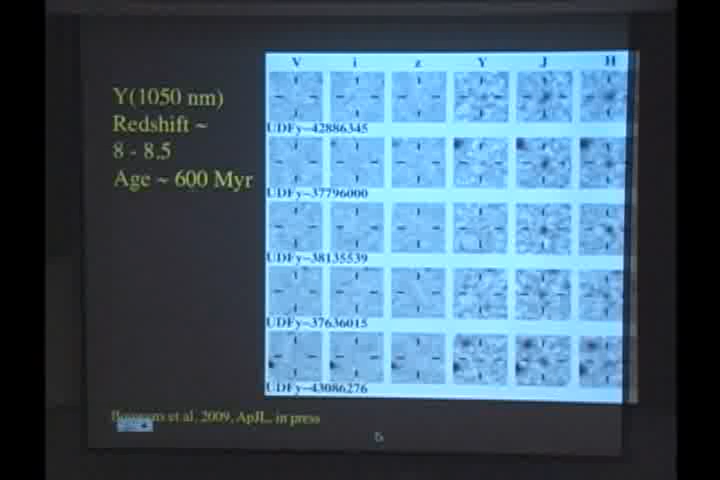 V i z Y J H
Y(1050 nm)
Redshift ~
8 - 8.5
Age ~ 600 Myr
UDFy-42886345
UDFy-37796000
UDFy-38135539
UDFy-37636015
UDFy-43086276
et al. 2009, ApJL, in press